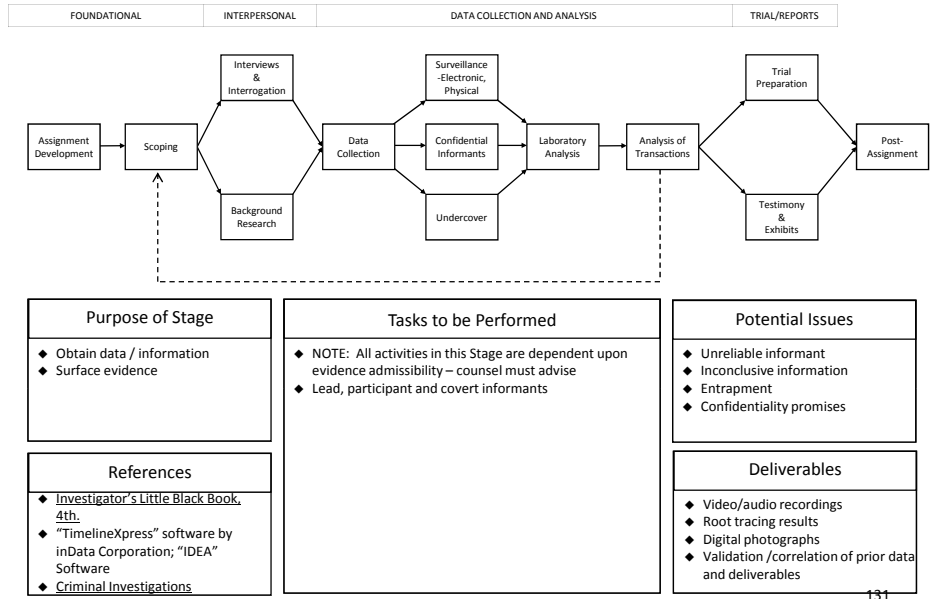 FOUNDATIONAL INTERPERSONAL DATA COLLECTION AND ANALYSIS TRIAL/REPORTS
Interviews
&
Interrogation
Surveillance
-Electronic,
Physical
Trial
Preparation
Assignment
Development
Scoping
Data
Collection
Confidential
Informants
Laboratory
Analysis
Analysis of
Transactions
Post-
Assignment
Background
Research
Undercover
Testimony
&
Exhibits
Purpose of Stage
◆ Obtain data / information
◆ Surface evidence
Tasks to be Performed
◆ NOTE: All activities in this Stage are dependent upon
evidence admissibility – counsel must advise
◆ Lead, participant and covert informants
Potential Issues
◆ Unreliable informant
◆ Inconclusive information
◆ Entrapment
◆ Confidentiality promises
References
◆ Investigator's Little Black Book,
4th.
◆ “TimelineXpress” software by
inData Corporation; “IDEA”
Software
◆ Criminal Investigations
Deliverables
◆ Video/audio recordings
◆ Root tracing results
◆ Digital photographs
◆ Validation /correlation of prior data
and deliverables
131